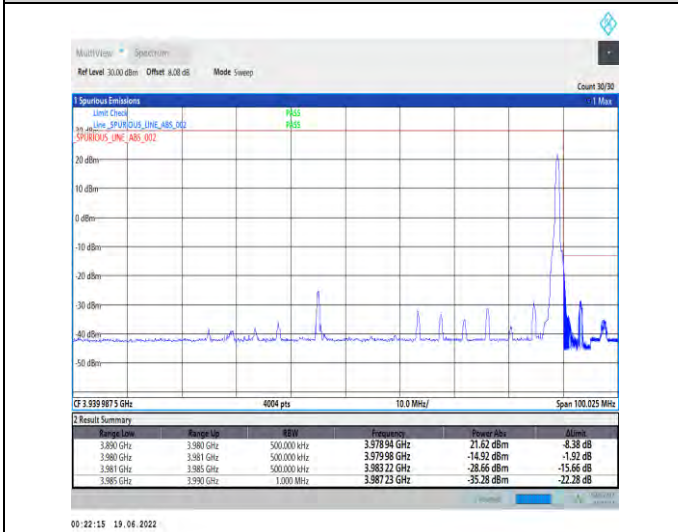 MultiView Spectrum
Ref Level 30.00 dBm Offset 8.08 dB Mode Sweep
Count 30/30
1 Spurious Emissions 1 Max
Limit Check PASS
Line _SPURIOUS_LINE_ABS_002 PASS
_SPURIOUS_LINE_ABS_002
20 dBm
10 dBm
0 dBm
-10 dBm
-20 dBm
-30 dBm
-40 dBm
-50 dBm
CF 3.939 987 5 GHz 4004 pts 10.0 MHz/ Span 100.025 MHz
2 Result Summary
Range Low Range Up RBW Frequency Power Abs ΔLimit
3.890 GHz 3.980 GHz 500.000 kHz 3.978 94 GHz 21.62 dBm -8.38 dB
3.980 GHz 3.981 GHz 500.000 kHz 3.979 98 GHz -14.92 dBm -1.92 dB
3.981 GHz 3.985 GHz 500.000 kHz 3.983 22 GHz -28.66 dBm -15.66 dB
3.985 GHz 3.990 GHz 1.000 MHz 3.987 23 GHz -35.28 dBm -22.28 dB
00:22:15 19.06.2022